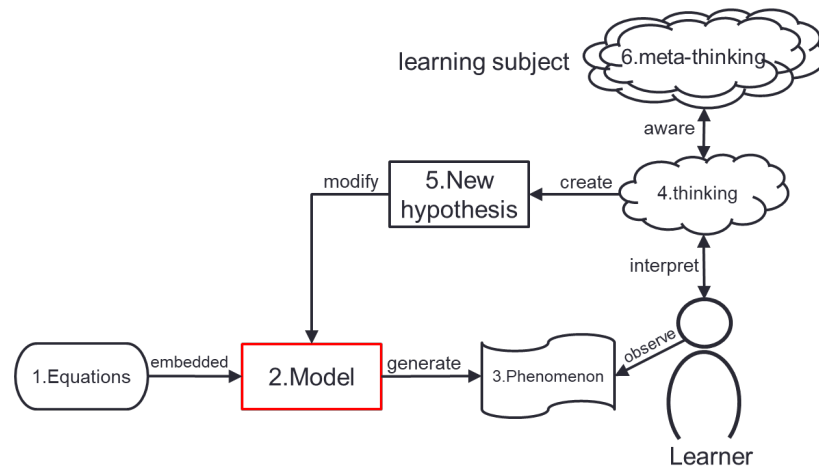 learning subject
6.meta-thinking
aware
modify
5.New
hypothesis
create
4.thinking
interpret
1.Equations
embedded
2.Model
generate
3.Phenomenon
observe
Learner